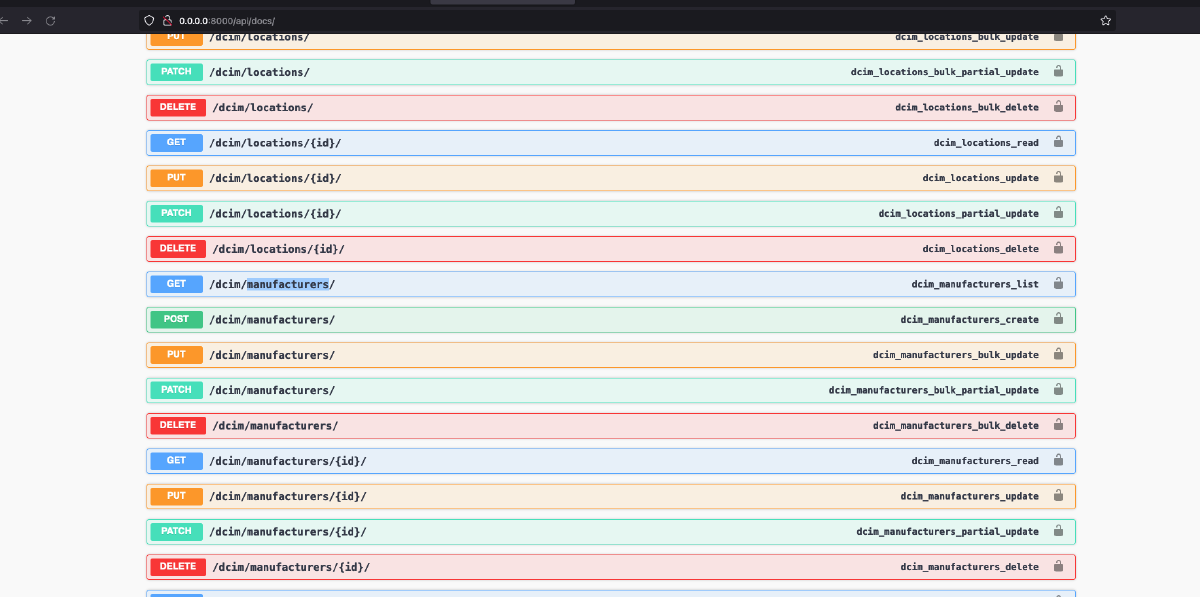 0.0.0.0:8000/api/docs/
PUT /dcim/locations/ dcim_locations_bulk_update
PATCH /dcim/locations/ dcim_locations_bulk_partial_update
DELETE /dcim/locations/ dcim_locations_bulk_delete
GET /dcim/locations/{id}/ dcim_locations_read
PUT /dcim/locations/{id}/ dcim_locations_update
PATCH /dcim/locations/{id}/ dcim_locations_partial_update
DELETE /dcim/locations/{id}/ dcim_locations_delete
GET /dcim/manufacturers/ dcim_manufacturers_list
POST /dcim/manufacturers/ dcim_manufacturers_create
PUT /dcim/manufacturers/ dcim_manufacturers_bulk_update
PATCH /dcim/manufacturers/ dcim_manufacturers_bulk_partial_update
DELETE /dcim/manufacturers/ dcim_manufacturers_bulk_delete
GET /dcim/manufacturers/{id}/ dcim_manufacturers_read
PUT /dcim/manufacturers/{id}/ dcim_manufacturers_update
PATCH /dcim/manufacturers/{id}/ dcim_manufacturers_partial_update
DELETE /dcim/manufacturers/{id}/ dcim_manufacturers_delete